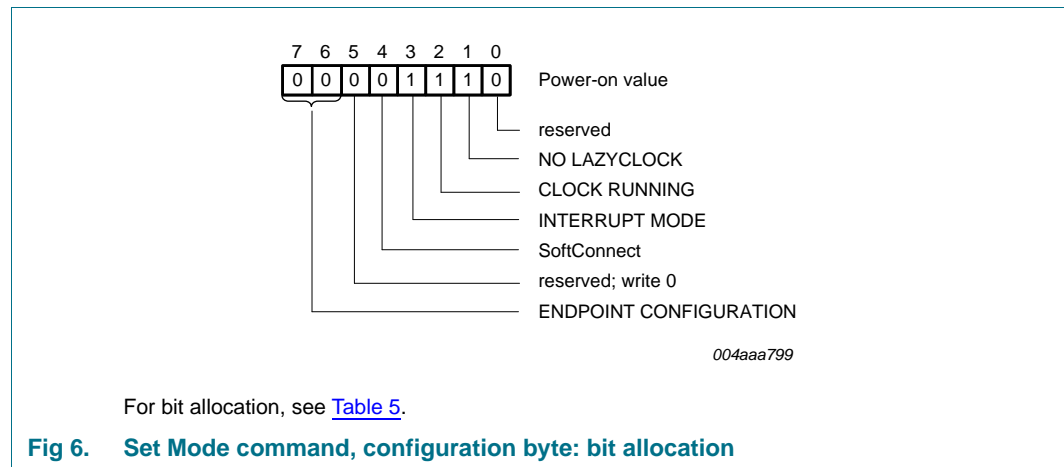 7 6 5 4 3 2 1 0
0 0 0 0 1 1 1 0 Power-on value
reserved
NO LAZYCLOCK
CLOCK RUNNING
INTERRUPT MODE
SoftConnect
reserved; write 0
ENDPOINT CONFIGURATION
004aaa799
For bit allocation, see Table 5.
Fig 6. Set Mode command, configuration byte: bit allocation